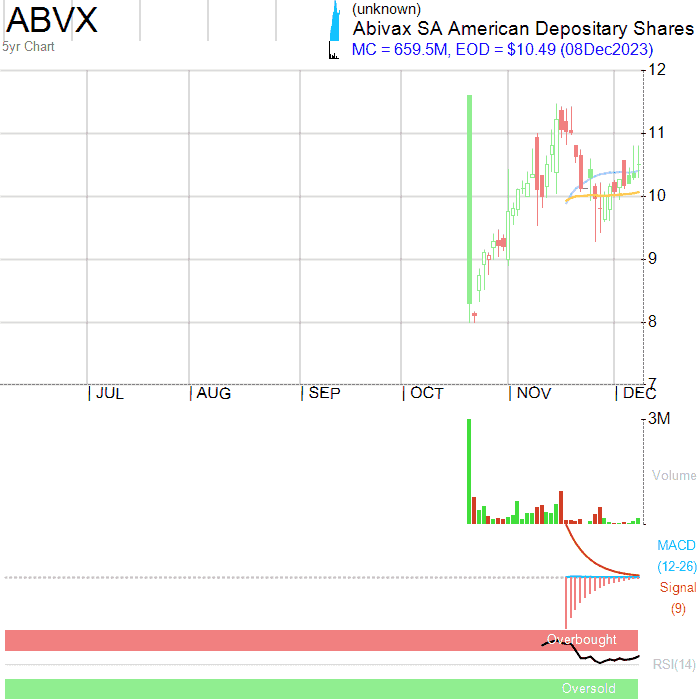 ABVX
(unknown)
Abivax SA American Depositary Shares
5yr Chart
MC = 659.5M, EOD = $10.49 (08Dec2023)
12
11
10
9
8
7
JUL AUG SEP OCT NOV DEC
3M
Volume
MACD
(12-26)
Signal
(9)
Overbought
RSI(14)
Oversold